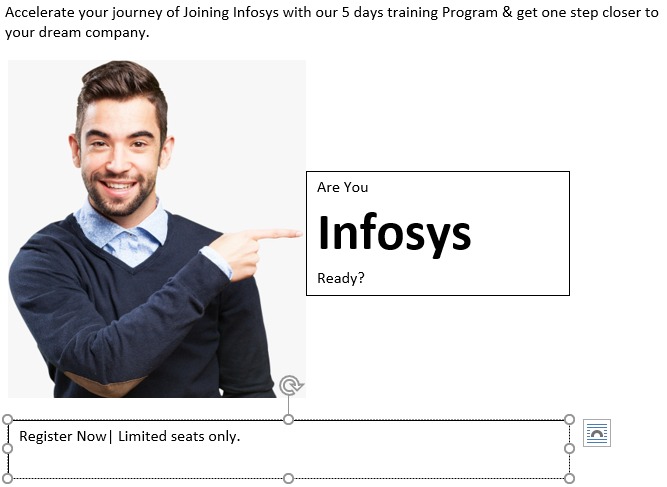 Accelerate your journey of Joining Infosys with our 5 days training Program & get one step closer to
your dream company.
Are You
Infosys
Ready?
Register Now| Limited seats only.